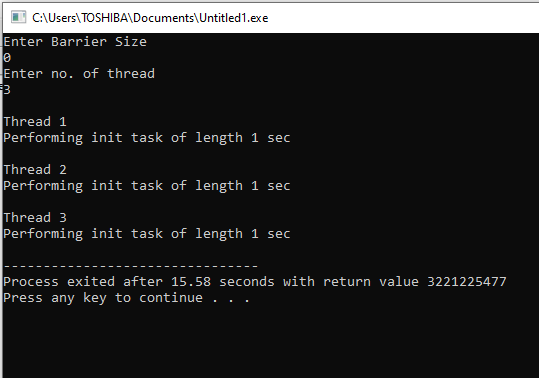 C:\Users\TOSHIBA\Documents\Untitled1.exe
Enter Barrier Size
0
Enter no. of thread
3
Thread 1
Performing init task of length 1 sec
Thread 2
Performing init task of length 1 sec
Thread 3
Performing init task of length 1 sec
--------------------------------
Process exited after 15.58 seconds with return value 3221225477
Press any key to continue . . .